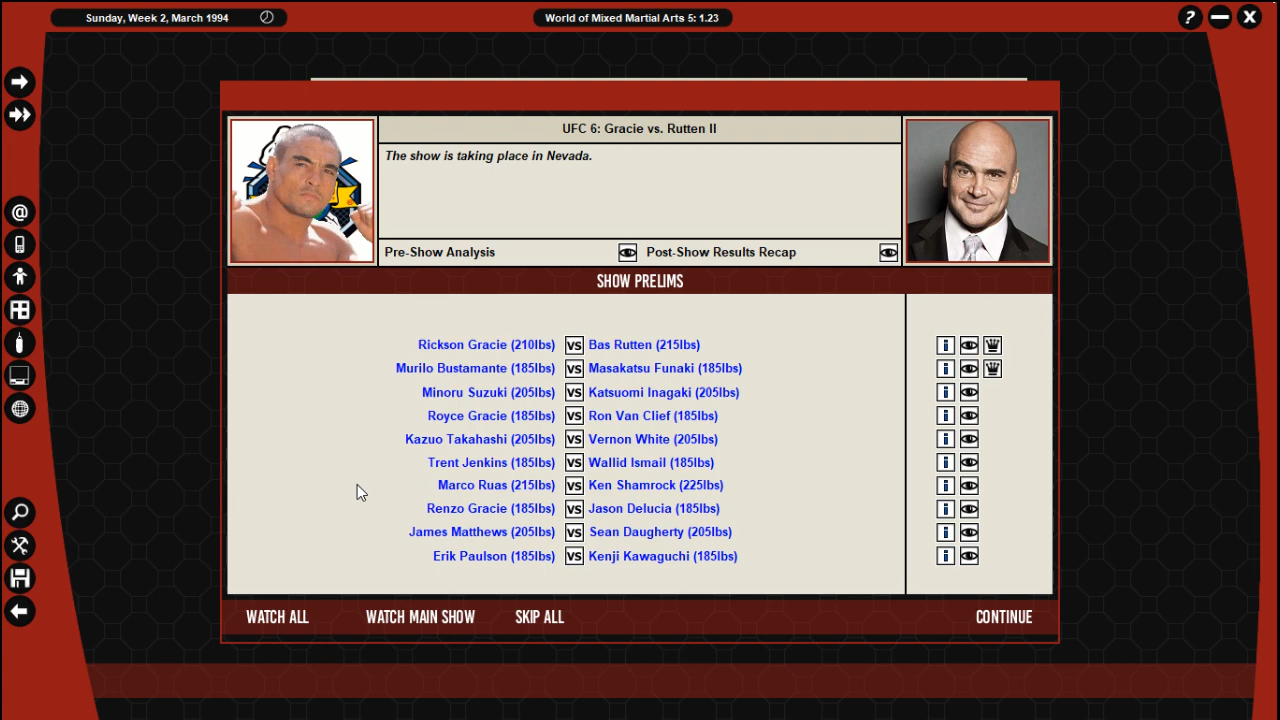 Sunday, Week 2, March 1994
World of Mixed Martial Arts 5: 1.23
?
X
@
UFC 6: Gracie vs. Rutten II
The show is taking place in Nevada.
Pre-Show Analysis
Post-Show Results Recap
SHOW PRELIMS
Rickson Gracie (210lbs) VS Bas Rutten (215lbs) i
Murilo Bustamante (185lbs) VS Masakatsu Funaki (185lbs) i
Minoru Suzuki (205lbs) VS Katsuomi Inagaki (205lbs) i
Royce Gracie (185lbs) VS Ron Van Clief (185lbs) i
Kazuo Takahashi (205lbs) VS Vernon White (205lbs) i
Trent Jenkins (185lbs) VS Wallid Ismail (185lbs) i
Marco Ruas (215lbs) VS Ken Shamrock (225lbs) i
Renzo Gracie (185lbs) VS Jason Delucia (185lbs) i
James Matthews (205lbs) VS Sean Daugherty (205lbs) i
Erik Paulson (185lbs) VS Kenji Kawaguchi (185lbs) i
WATCH ALL WATCH MAIN SHOW SKIP ALL CONTINUE